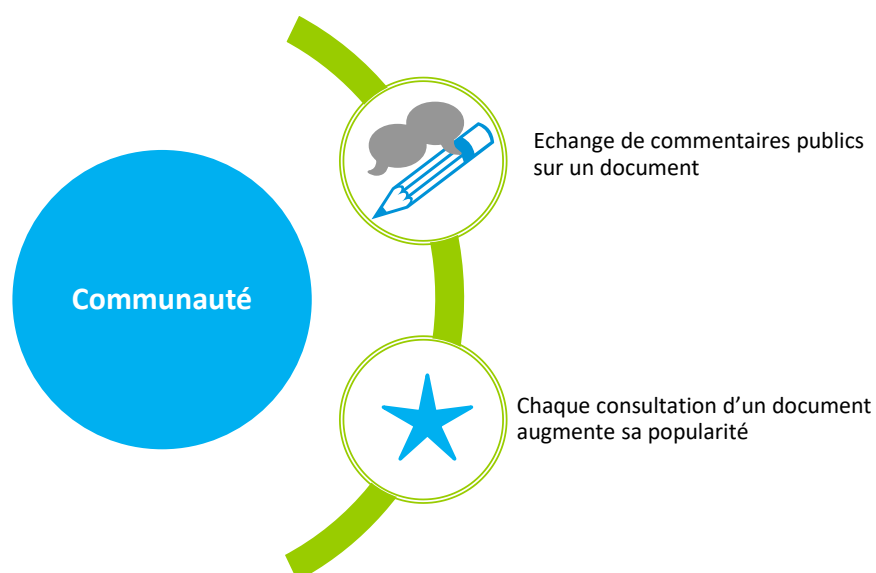 Echange de commentaires publics
sur un document
Communauté
Chaque consultation d’un document
augmente sa popularité